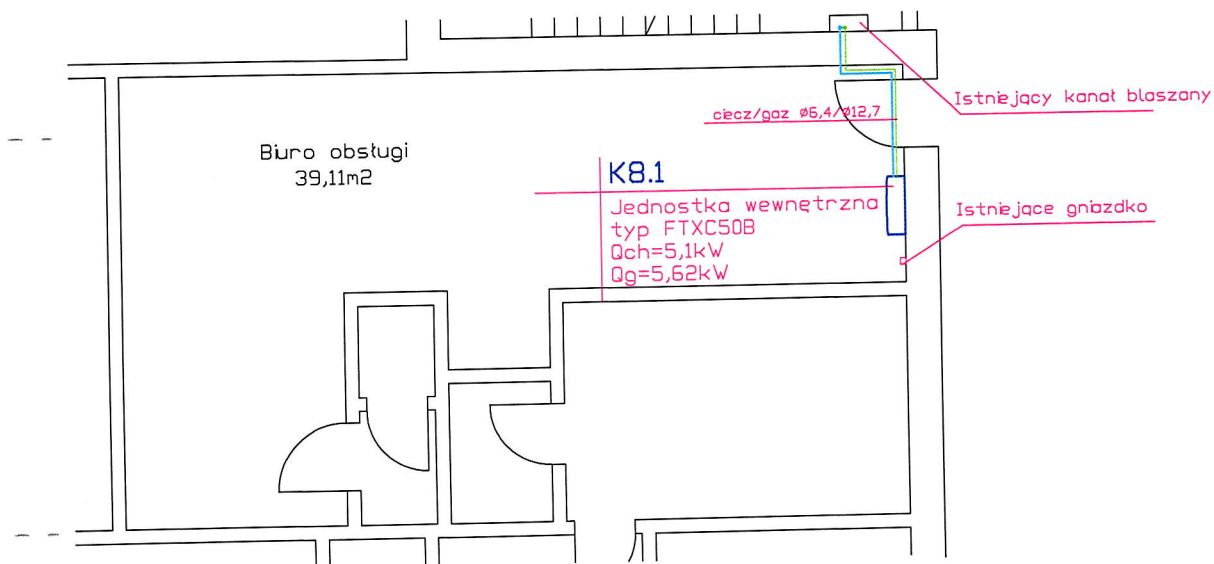 Istniejący kanał blaszany
ciecz/gaz Ø6,4/Ø12,7
Biuro obsługi
39,11m2
K8.1
Jednostka wewnętrzna
typ FTXC50B
Qch=5,1kW
Qg=5,62kW
Istniejące gniazdko